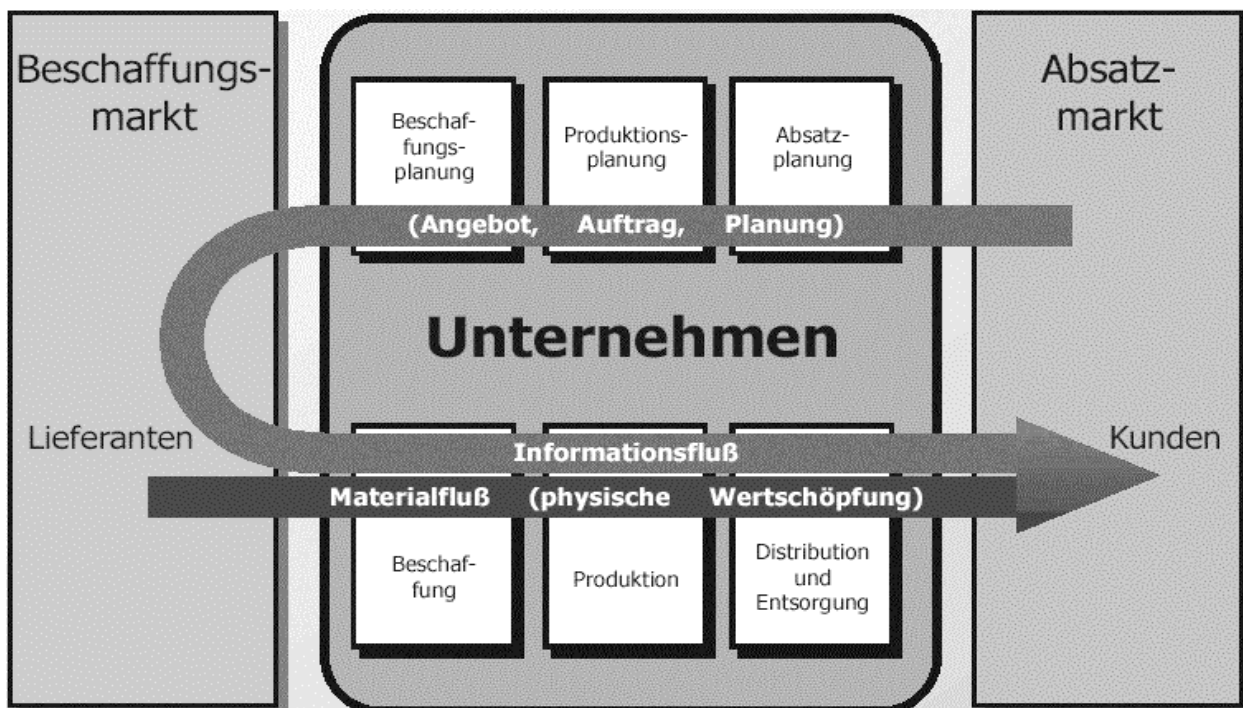 Beschaffungs-
markt
Absatz-
markt
Beschaf-
fungs-
planung
Produktions-
planung
Absatz-
planung
(Angebot, Auftrag, Planung)
Unternehmen
Lieferanten
Kunden
Informationsfluß
Materialfluß (physische Wertschöpfung)
Beschaf-
fung
Produktion
Distribution
und
Entsorgung